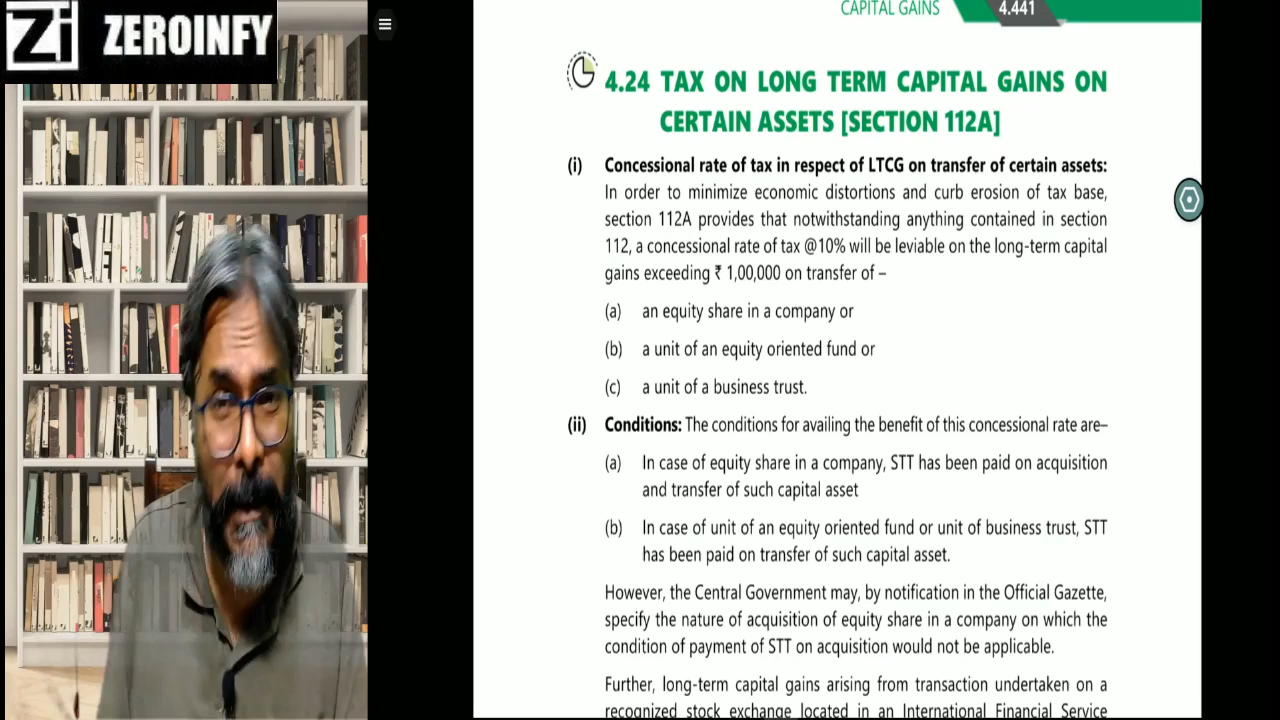 Zi ZEROINFY
CAPITAL GAINS 4.441
4.24 TAX ON LONG TERM CAPITAL GAINS ON
CERTAIN ASSETS [SECTION 112A]
(i) Concessional rate of tax in respect of LTCG on transfer of certain assets:
In order to minimize economic distortions and curb erosion of tax base,
section 112A provides that notwithstanding anything contained in section
112, a concessional rate of tax @10% will be leviable on the long-term capital
gains exceeding ₹ 1,00,000 on transfer of –
(a) an equity share in a company or
(b) a unit of an equity oriented fund or
(c) a unit of a business trust.
(ii) Conditions: The conditions for availing the benefit of this concessional rate are–
(a) In case of equity share in a company, STT has been paid on acquisition
and transfer of such capital asset
(b) In case of unit of an equity oriented fund or unit of business trust, STT
has been paid on transfer of such capital asset.
However, the Central Government may, by notification in the Official Gazette,
specify the nature of acquisition of equity share in a company on which the
condition of payment of STT on acquisition would not be applicable.
Further, long-term capital gains arising from transaction undertaken on a
recognized stock exchange located in an International Financial Service